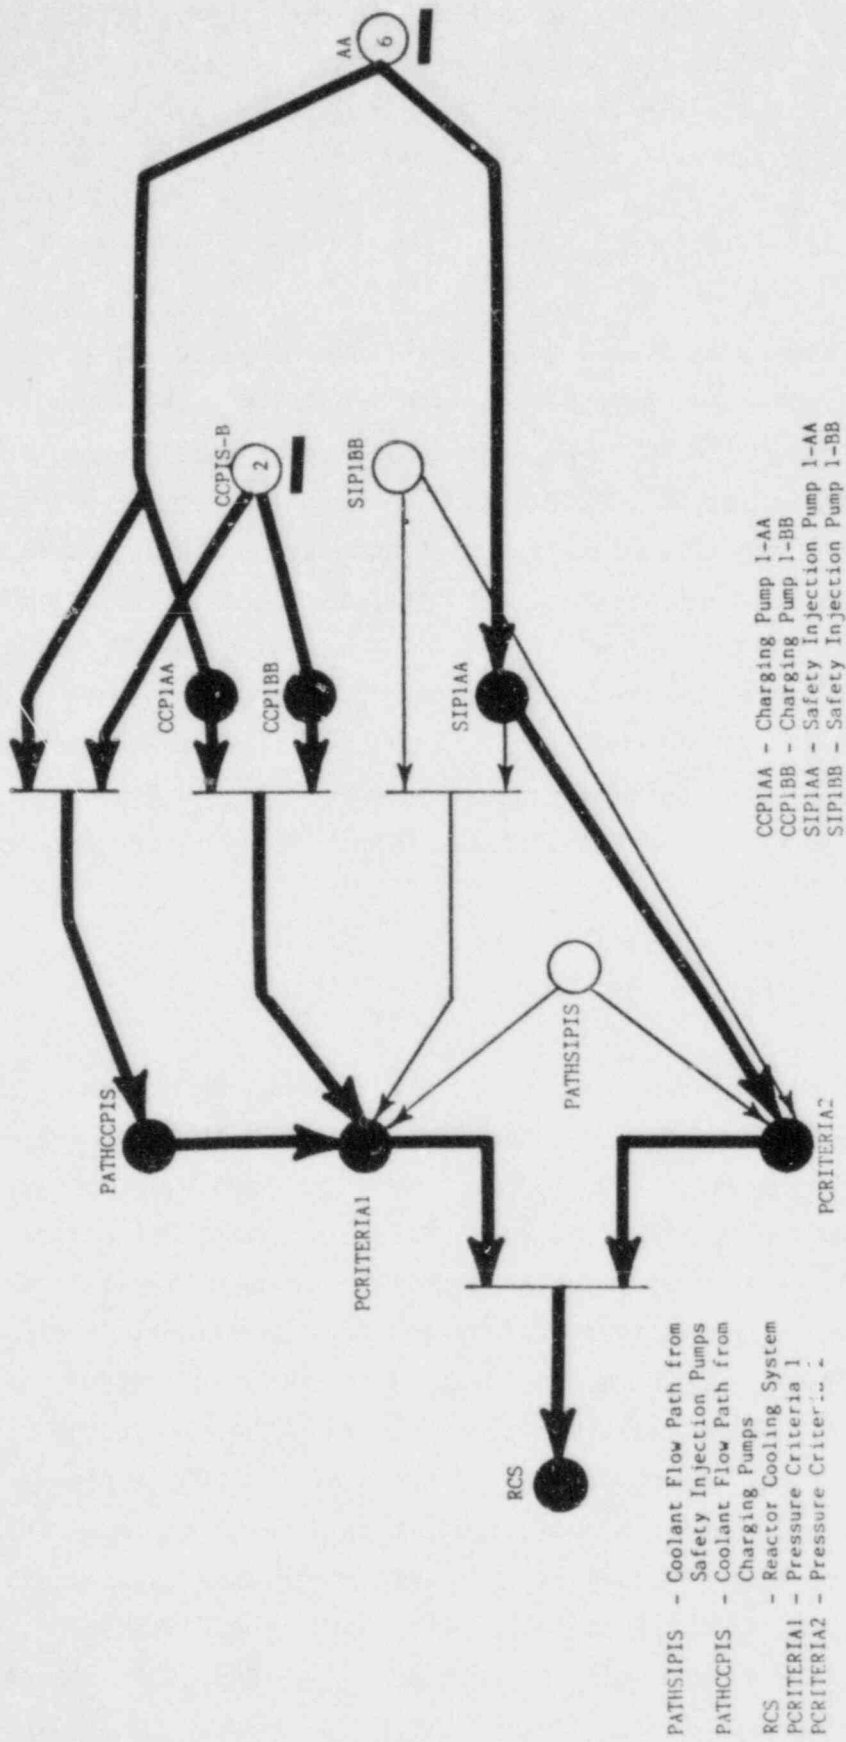 AA
6
CCPIS-B
2
SIP1BB
CCP1AA
CCP1BB
SIP1AA
PATHCCPIS
PCRITERIA1
PATHSIPIS
PCRITERIA2
RCS
PATHSIPIS - Coolant Flow Path from
Safety Injection Pumps
PATHCCPIS - Coolant Flow Path from
Charging Pumps
RCS - Reactor Cooling System
PCRITERIA1 - Pressure Criteria 1
PCRITERIA2 - Pressure Criteria 2
CCP1AA - Charging Pump 1-AA
CCP1BB - Charging Pump 1-BB
SIP1AA - Safety Injection Pump 1-AA
SIP1BB - Safety Injection Pump 1-BB